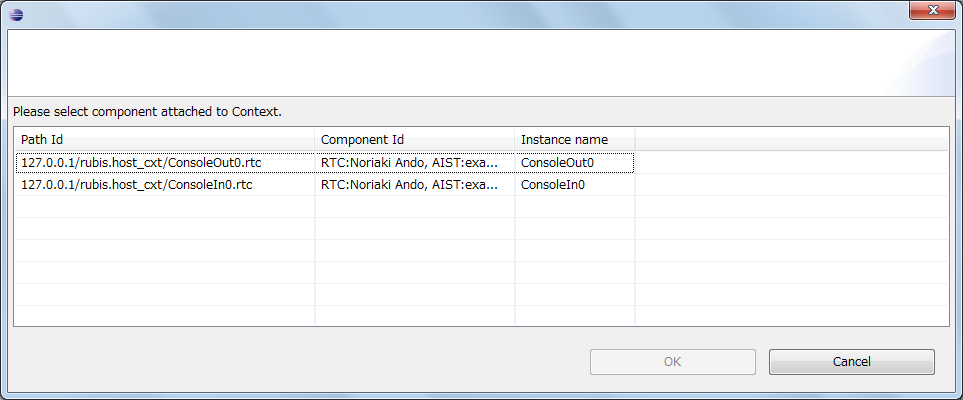 Please select component attached to Context.
Path Id Component Id Instance name
127.0.0.1/rubis.host_cxt/ConsoleOut0.rtc RTC:Noriaki Ando, AIST:exa... ConsoleOut0
127.0.0.1/rubis.host_cxt/ConsoleIn0.rtc RTC:Noriaki Ando, AIST:exa... ConsoleIn0
OK Cancel